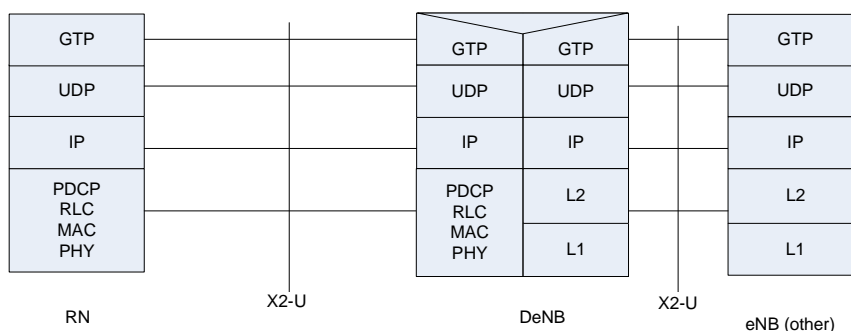 GTP
UDP
IP
PDCP
RLC
MAC
PHY
RN
X2-U
GTP
GTP
UDP
UDP
IP
IP
PDCP
RLC
MAC
PHY
L2
L1
DeNB
X2-U
GTP
UDP
IP
L2
L1
eNB (other)